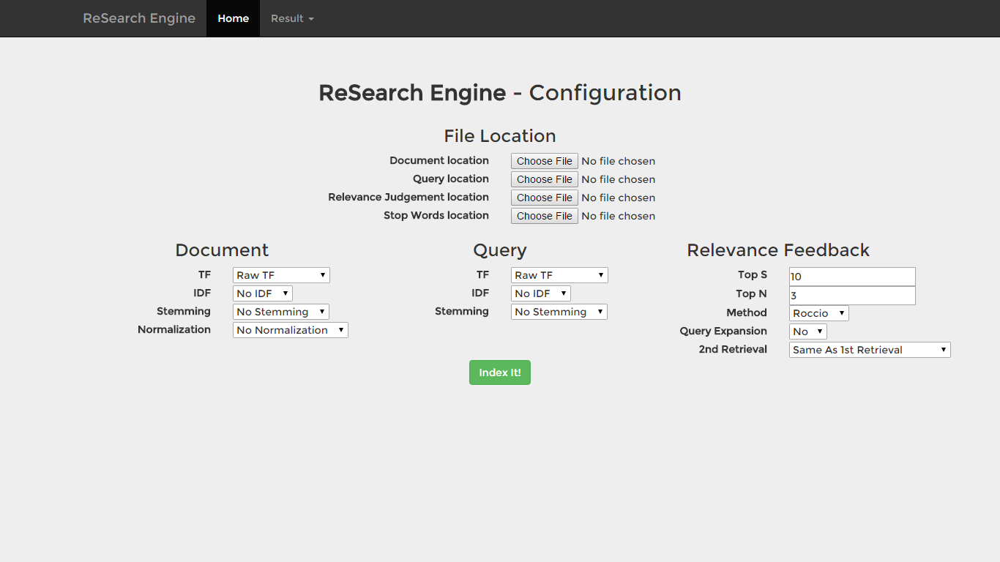 ReSearch Engine Home Result
ReSearch Engine - Configuration
File Location
Document location Choose File No file chosen
Query location Choose File No file chosen
Relevance Judgement location Choose File No file chosen
Stop Words location Choose File No file chosen
Document
TF Raw TF
IDF No IDF
Stemming No Stemming
Normalization No Normalization
Query
TF Raw TF
IDF No IDF
Stemming No Stemming
Relevance Feedback
Top S 10
Top N 3
Method Roccio
Query Expansion No
2nd Retrieval Same As 1st Retrieval
Index It!